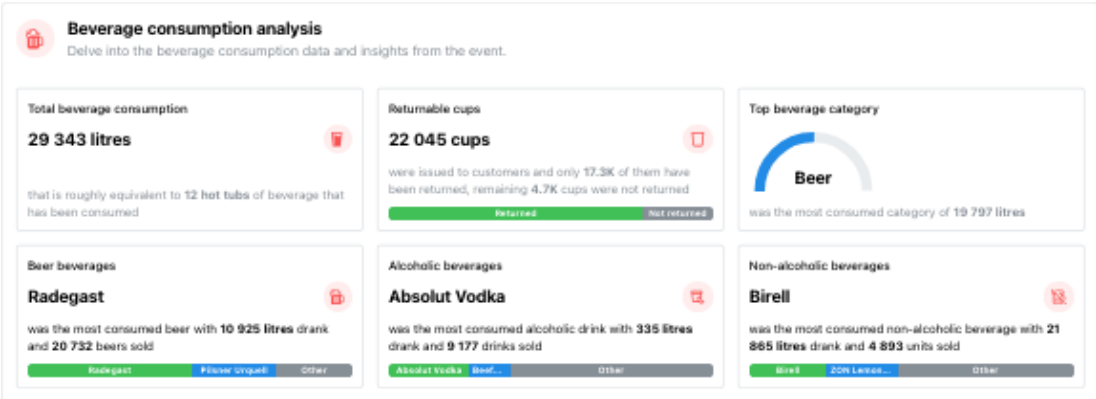 Beverage consumption analysis
Delve into the beverage consumption data and insights from the event.
Total beverage consumption
29 343 litres
that is roughly equivalent to 12 hot tubs of beverage that
has been consumed
Returnable cups
22 045 cups
were issued to customers and only 17.3K of them have
been returned, remaining 4.7K cups were not returned
Returned
Not returned
Top beverage category
Beer
was the most consumed category of 19 797 litres
Beer beverages
Radegast
was the most consumed beer with 10 925 litres drank
and 20 732 beers sold
Radegast
Pilsner Urquell
Other
Alcoholic beverages
Absolut Vodka
was the most consumed alcoholic drink with 335 litres
drank and 9 177 drinks sold
Absolut Vodka
Beef...
Other
Non-alcoholic beverages
Birell
was the most consumed non-alcoholic beverage with 21
865 litres drank and 4 893 units sold
Birell
ZON Lemon...
Other